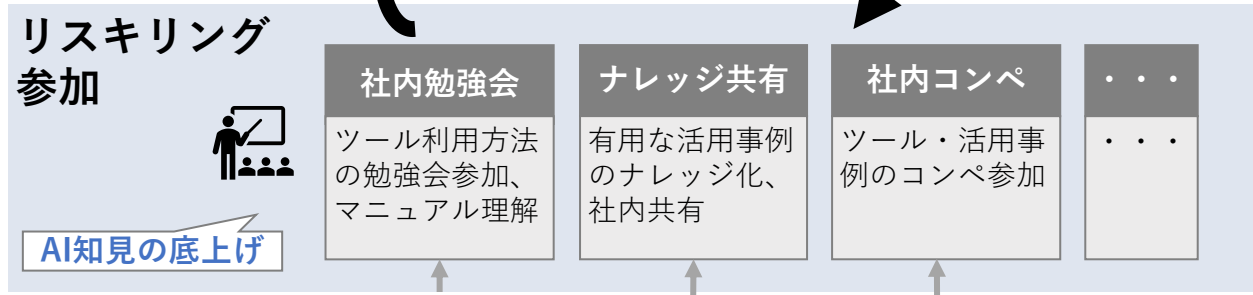 リスキリング
参加
AI知見の底上げ
社内勉強会
ツール利用方法
の勉強会参加、
マニュアル理解
ナレッジ共有
有用な活用事例
のナレッジ化、
社内共有
社内コンペ
ツール・活用事
例のコンペ参加
・・・
・・・